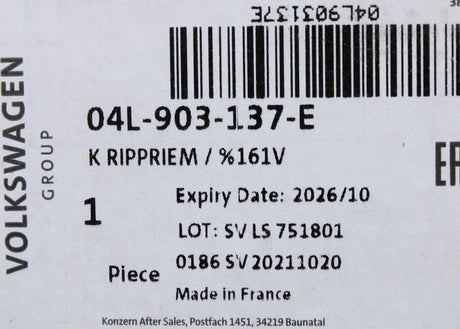 04L903137E
04L-903-137-E
K RIPPRIEM / %161V
1
Expiry Date: 2026/10
LOT: SV LS 751801
Piece
0186 SV 20211020
Made in France
Konzern After Sales, Postfach 1451, 34219 Baunatal
VOLKSWAGEN
GROUP